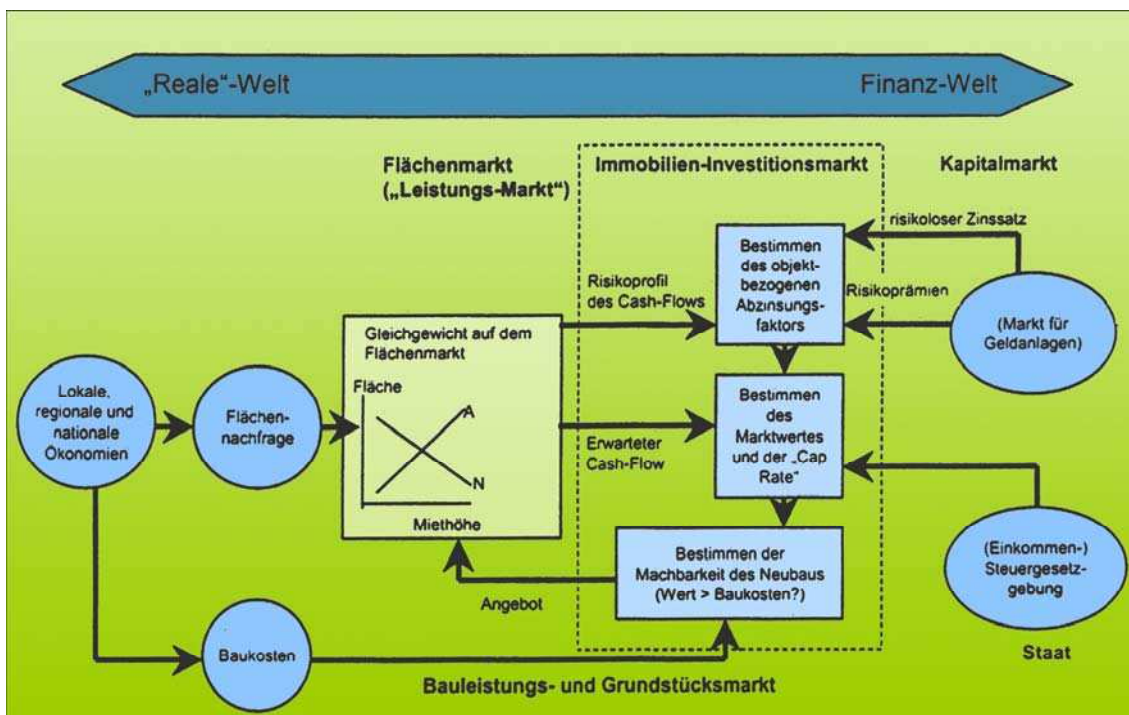 „Reale“-Welt
Finanz-Welt
Flächenmarkt
(„Leistungs-Markt“)
Immobilien-Investitionsmarkt
Kapitalmarkt
risikoloser Zinssatz
Bestimmen
des objekt-
bezogenen
Abzinsungs-
faktors
Risikoprofil
des Cash-Flows
Risikoprämien
(Markt für
Geldanlagen)
Gleichgewicht auf dem
Flächenmarkt
Fläche
A
N
Miethöhe
Lokale,
regionale und
nationale
Ökonomien
Flächen-
nachfrage
Erwarteter
Cash-Flow
Bestimmen
des
Marktwertes
und der „Cap
Rate“
Bestimmen der
Machbarkeit des Neubaus
(Wert > Baukosten?)
Angebot
(Einkommen-)
Steuergesetz-
gebung
Staat
Baukosten
Bauleistungs- und Grundstücksmarkt